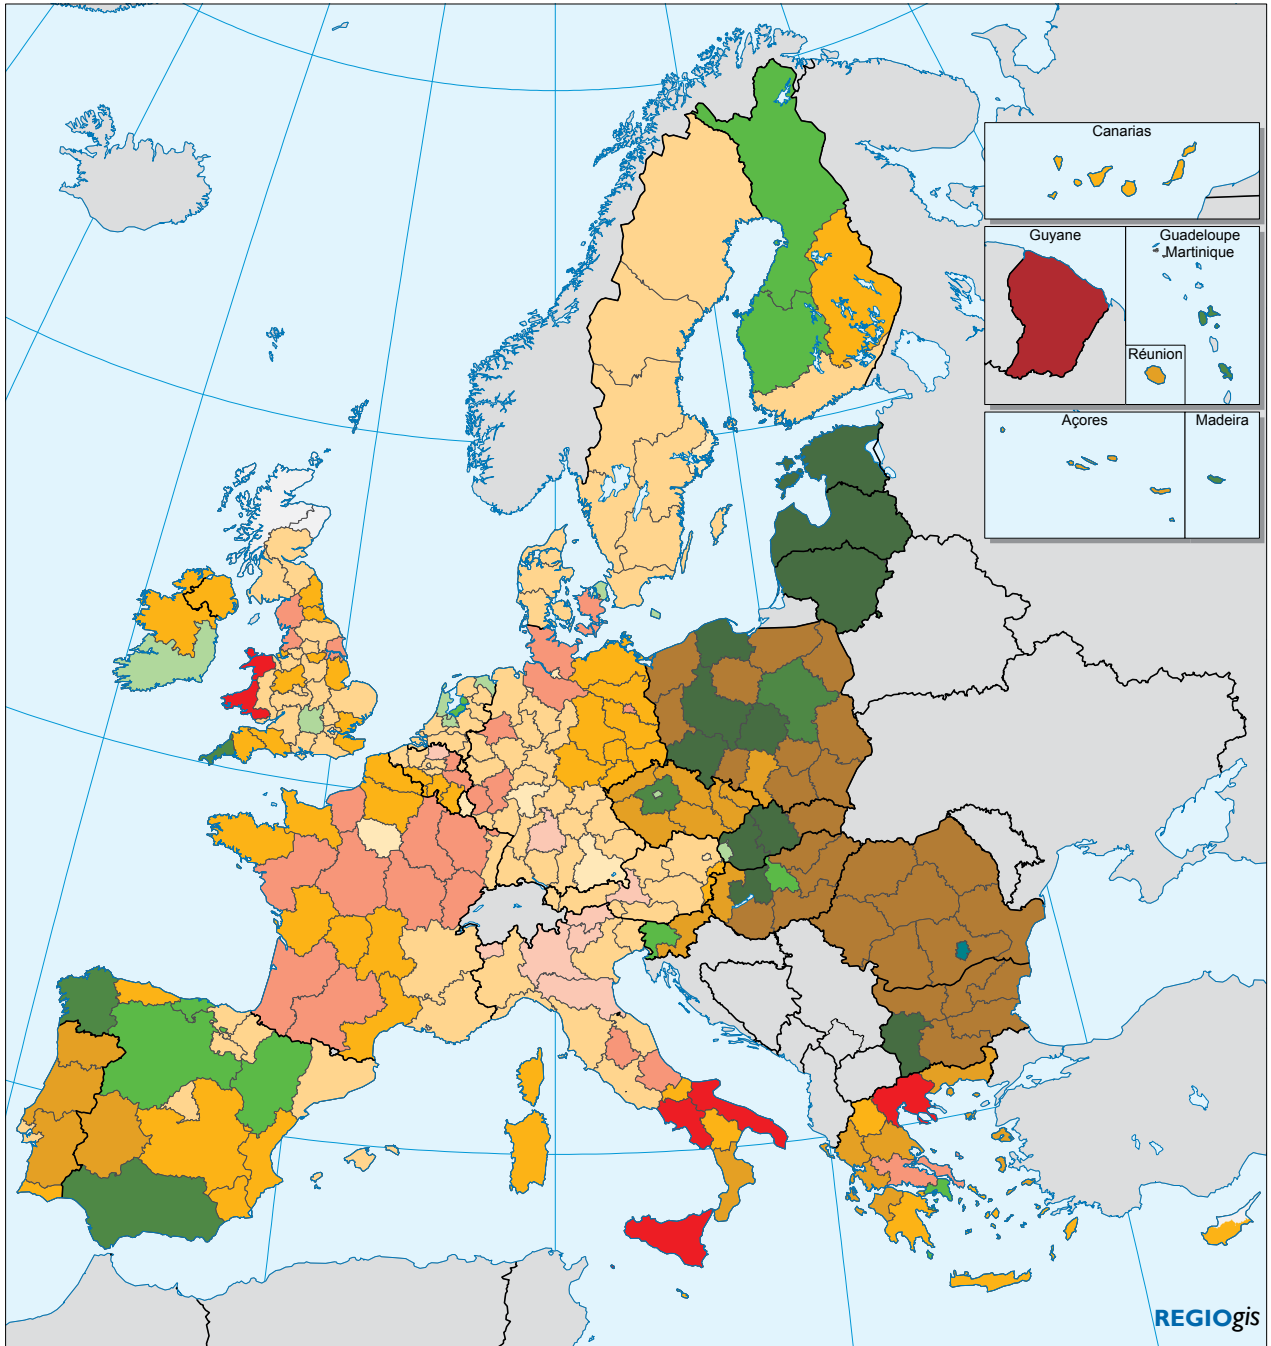 Canarias
Guyane
Guadeloupe
Martinique
Réunion
Açores
Madeira
REGIOgis